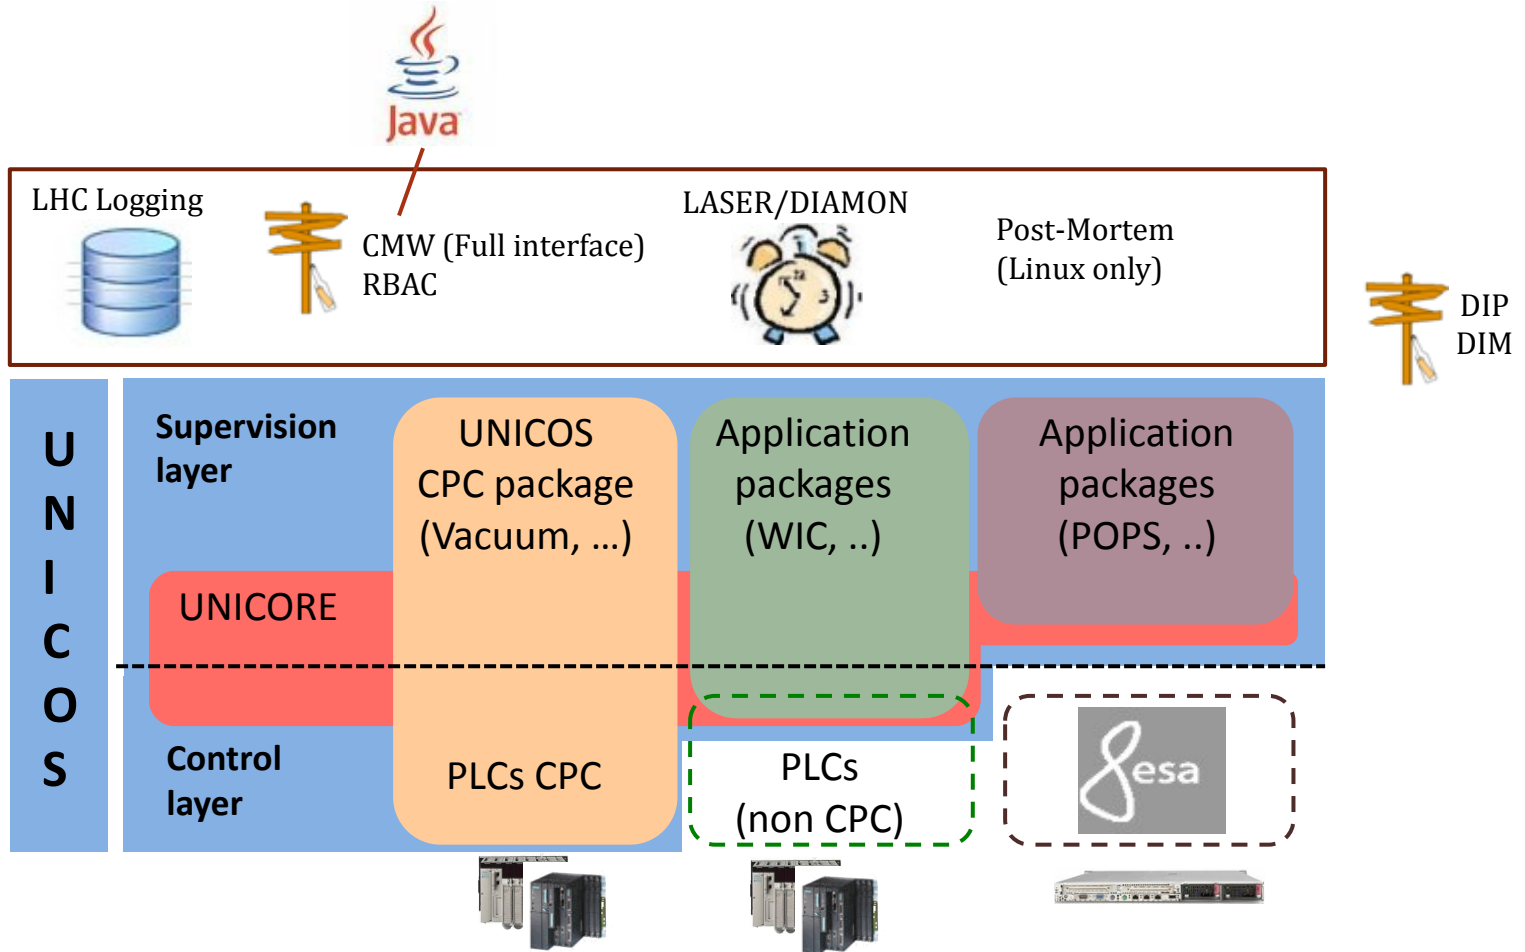 Java
LHC Logging
CMW (Full interface)
RBAC
LASER/DIAMON
Post-Mortem
(Linux only)
DIP
DIM
UNICOS
Supervision
layer
UNICOS
CPC package
(Vacuum, ...)
Application
packages
(WIC, ..)
Application
packages
(POPS, ..)
UNICORE
Control
layer
PLCs CPC
PLCs
(non CPC)
esa